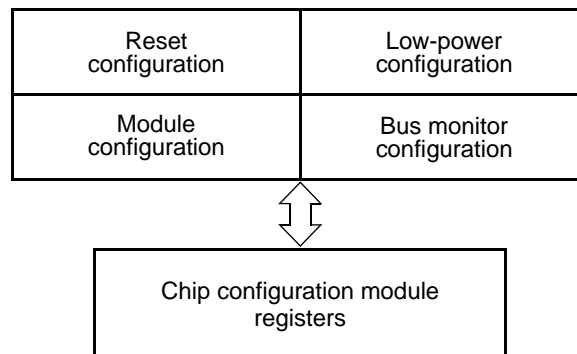 Reset
configuration
Low-power
configuration
Module
configuration
Bus monitor
configuration
Chip configuration module
registers